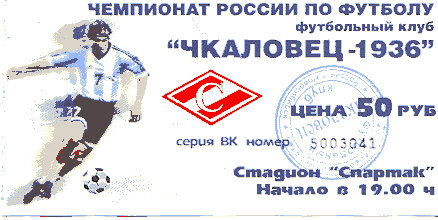 ЧЕМПИОНАТ РОССИИ ПО ФУТБОЛУ
футбольный клуб
"ЧКАЛОВЕЦ-1936"
7
С
ЦЕНА 50 РУБ
серия ВК номер 5003041
Стадион "Спартак"
Начало в 19.00 ч